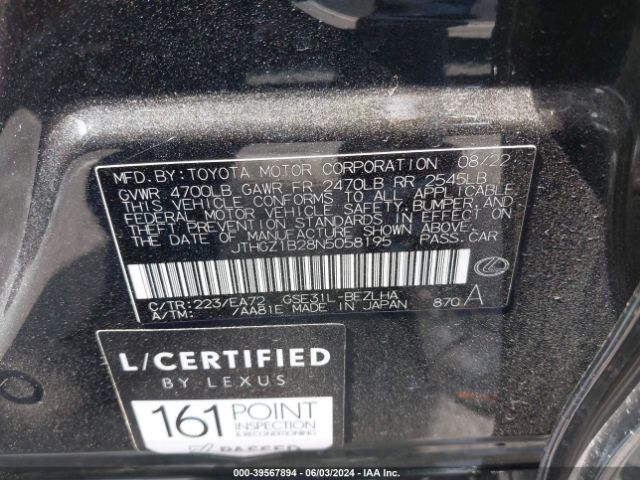 MFD. BY: TOYOTA MOTOR CORPORATION 08/22
GVWR 4700LB GAWR FR 2470LB RR 2545LB
THIS VEHICLE CONFORMS TO ALL APPLICABLE
FEDERAL MOTOR VEHICLE SAFETY, BUMPER, AND
THEFT PREVENTION STANDARDS IN EFFECT ON
THE DATE OF MANUFACTURE SHOWN ABOVE.
JTHGZ1B28N5058195 PASS. CAR
C/TR: 223/EA72 GSE31L-BEZLHA
A/TM: /AA81E MADE IN JAPAN 870 A
L/CERTIFIED
BY LEXUS
161 POINT
INSPECTION
& RECONDITIONING
PASSED
000-39567894 | 06/03/2024 | IAA Inc.